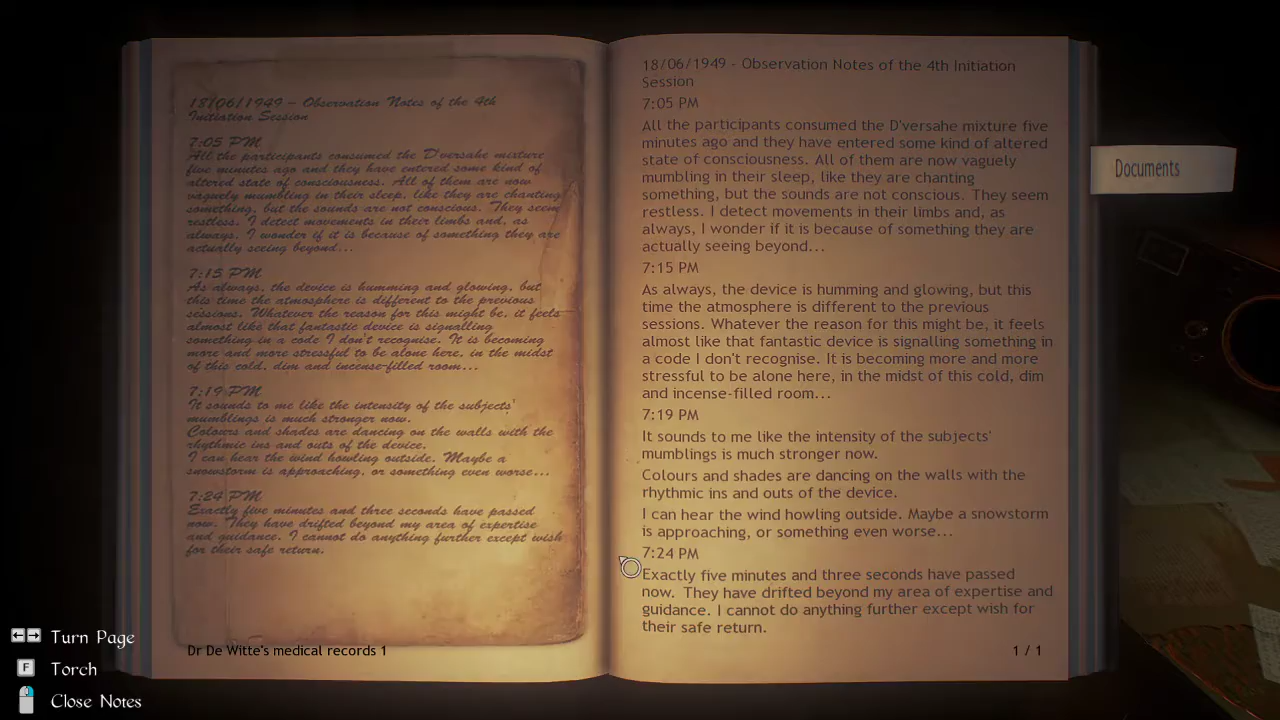 18/06/1949 – Observation Notes of the 4th
Initiation Session
7:05 PM
All the participants consumed the D'versahe mixture
five minutes ago and they have entered some kind of
altered state of consciousness. All of them are now
vaguely mumbling in their sleep, like they are chanting
something, but the sounds are not conscious. They seem
restless. I detect movements in their limbs and, as
always, I wonder if it is because of something they are
actually seeing beyond...
7:15 PM
As always, the device is humming and glowing, but
this time the atmosphere is different to the previous
sessions. Whatever the reason for this might be, it feels
almost like that fantastic device is signalling
something in a code I don't recognise. It is becoming
more and more stressful to be alone here, in the midst
of this cold, dim and incense-filled room...
7:19 PM
It sounds to me like the intensity of the subjects'
mumblings is much stronger now.
Colours and shades are dancing on the walls with the
rhythmic ins and outs of the device.
I can hear the wind howling outside. Maybe a
snowstorm is approaching, or something even worse...
7:24 PM
Exactly five minutes and three seconds have passed
now. They have drifted beyond my area of expertise
and guidance. I cannot do anything further except wish
for their safe return.
Dr De Witte's medical records 1
18/06/1949 - Observation Notes of the 4th Initiation
Session
7:05 PM
All the participants consumed the D'versahe mixture five
minutes ago and they have entered some kind of altered
state of consciousness. All of them are now vaguely
mumbling in their sleep, like they are chanting
something, but the sounds are not conscious. They seem
restless. I detect movements in their limbs and, as
always, I wonder if it is because of something they are
actually seeing beyond...
7:15 PM
As always, the device is humming and glowing, but this
time the atmosphere is different to the previous
sessions. Whatever the reason for this might be, it feels
almost like that fantastic device is signalling something in
a code I don't recognise. It is becoming more and more
stressful to be alone here, in the midst of this cold, dim
and incense-filled room...
7:19 PM
It sounds to me like the intensity of the subjects'
mumblings is much stronger now.
Colours and shades are dancing on the walls with the
rhythmic ins and outs of the device.
I can hear the wind howling outside. Maybe a snowstorm
is approaching, or something even worse...
7:24 PM
Exactly five minutes and three seconds have passed
now.  They have drifted beyond my area of expertise and
guidance. I cannot do anything further except wish for
their safe return.
1 / 1
Documents
Turn Page
F Torch
Close Notes